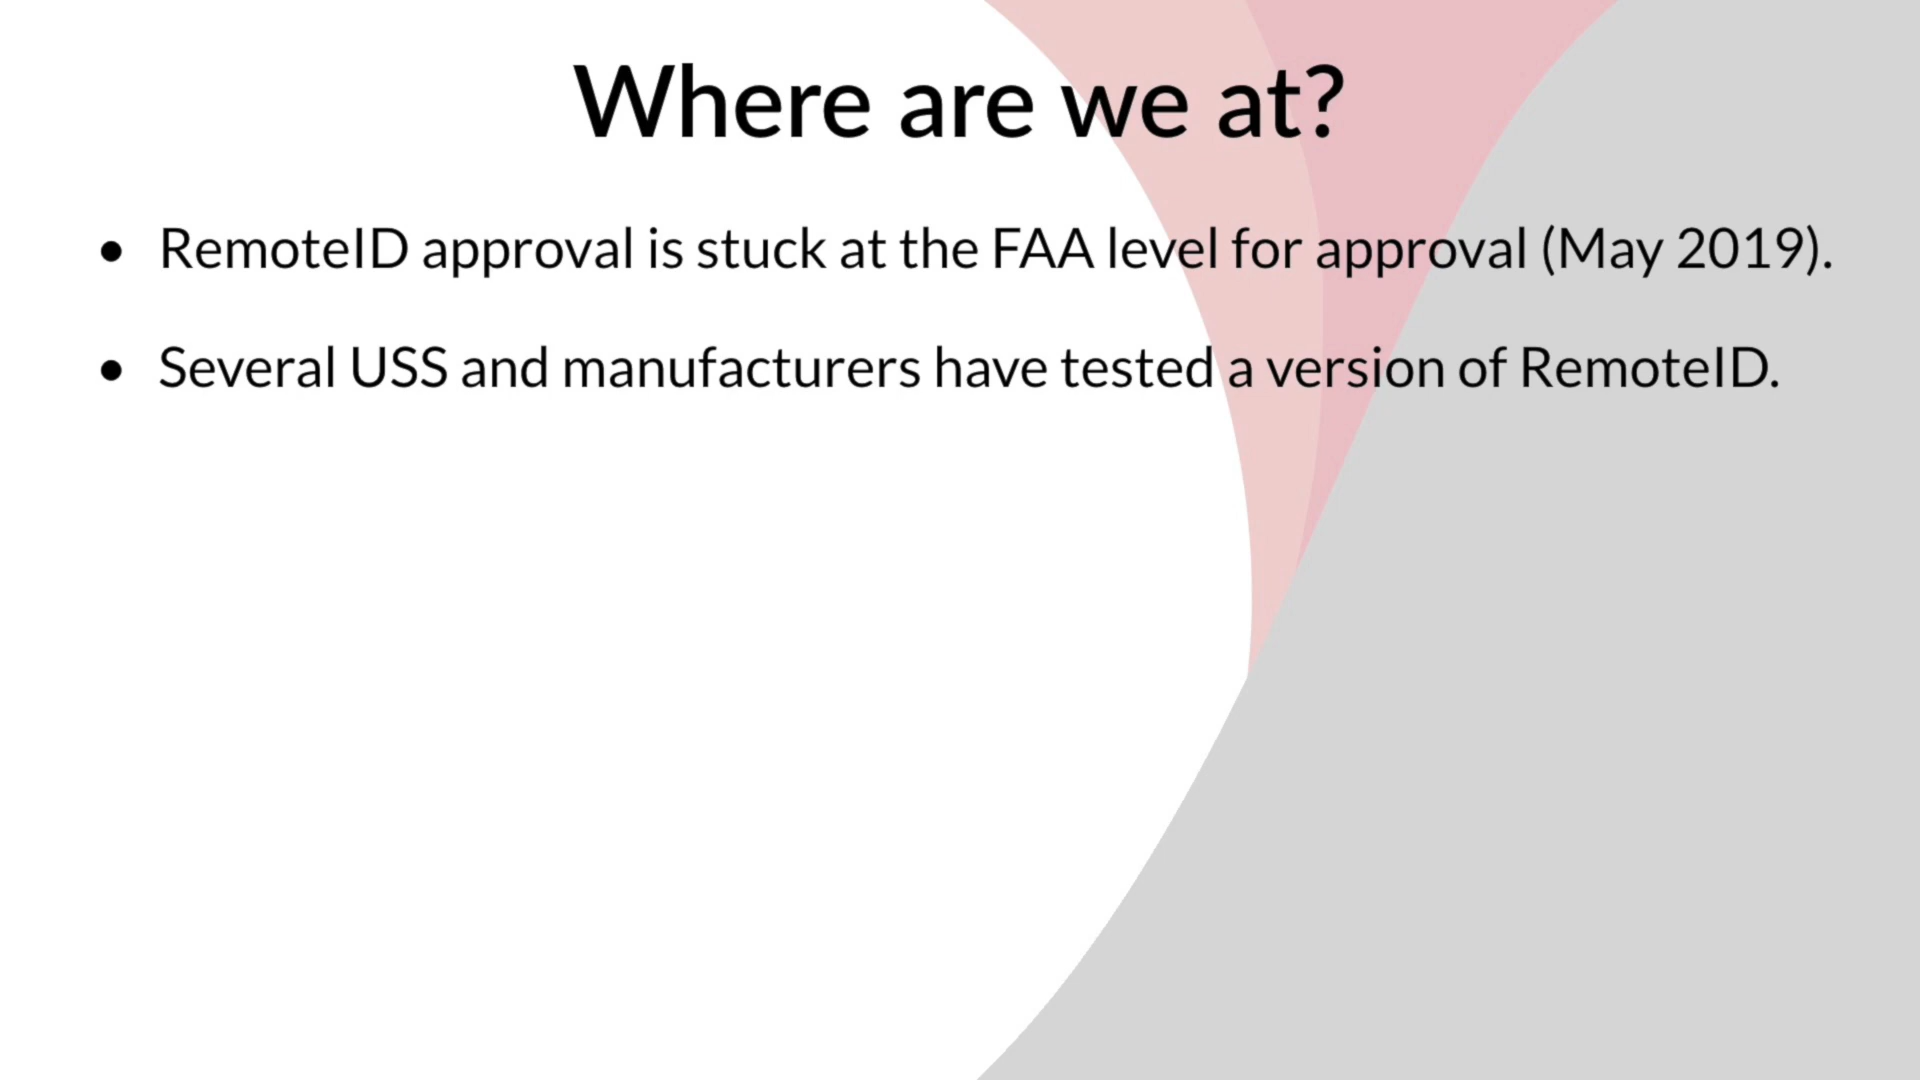 Where are we at?
• RemoteID approval is stuck at the FAA level for approval (May 2019).
• Several USS and manufacturers have tested a version of RemoteID.